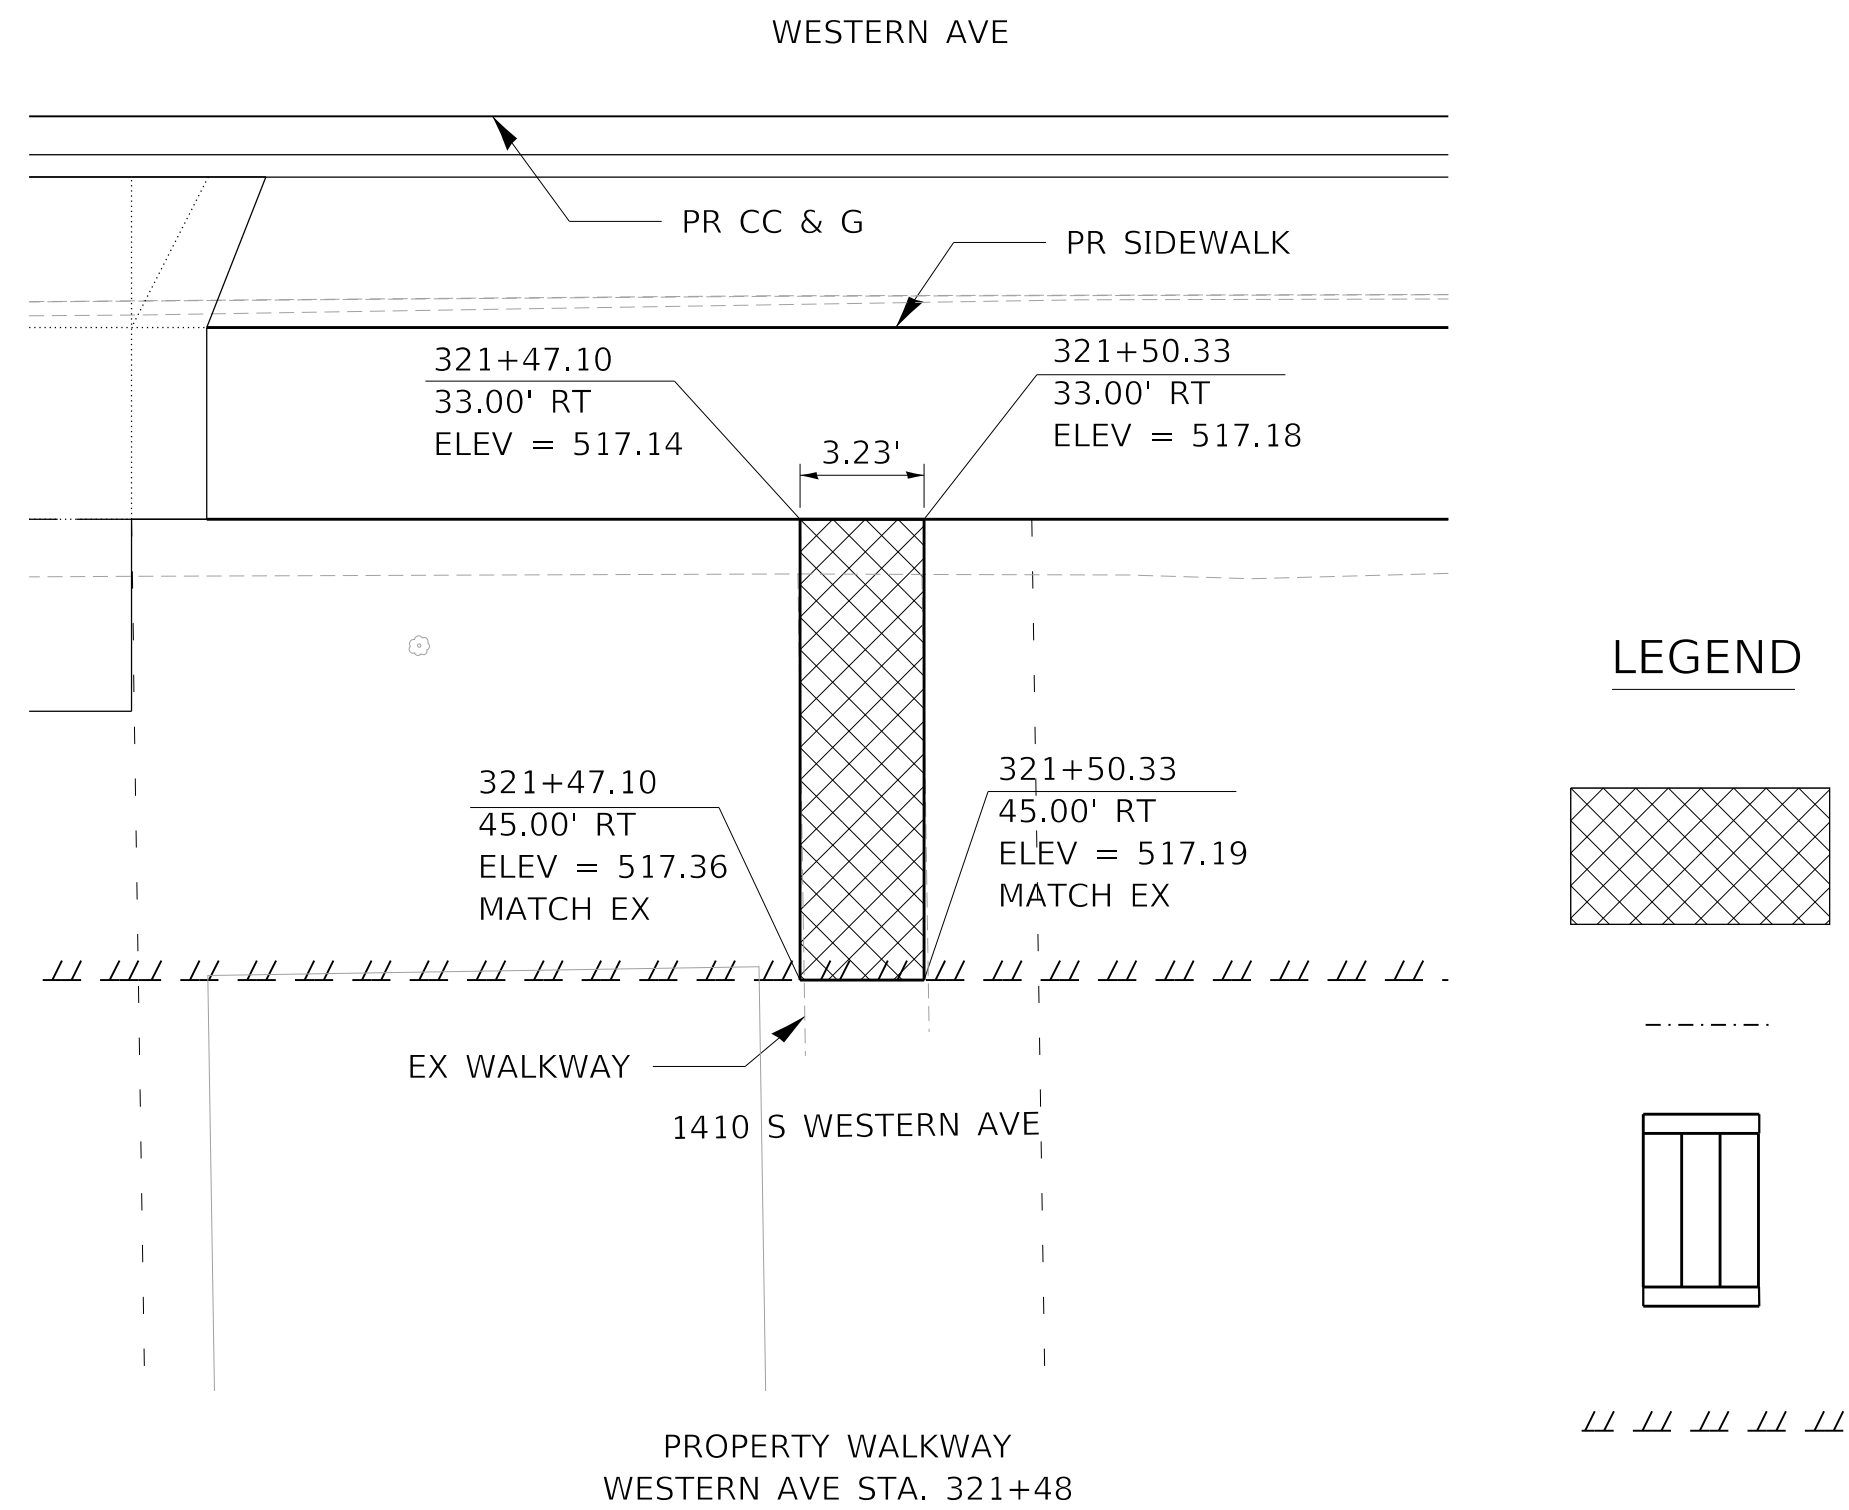 WESTERN AVE
PR CC & G
PR SIDEWALK
321+47.10
33.00' RT
ELEV = 517.14
3.23'
321+50.33
33.00' RT
ELEV = 517.18
LEGEND
321+47.10
45.00' RT
ELEV = 517.36
MATCH EX
321+50.33
45.00' RT
ELEV = 517.19
MATCH EX
EX WALKWAY
1410 S WESTERN AVE
PROPERTY WALKWAY
WESTERN AVE STA. 321+48